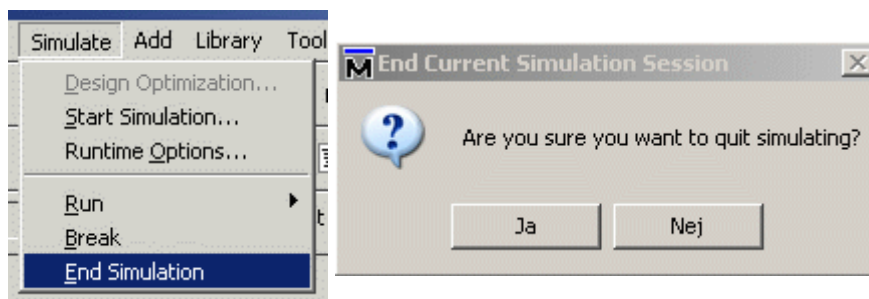 Simulate Add Library Tool
Design Optimization...
Start Simulation...
Runtime Options...
Run
Break
End Simulation
End Current Simulation Session
Are you sure you want to quit simulating?
Ja Nej